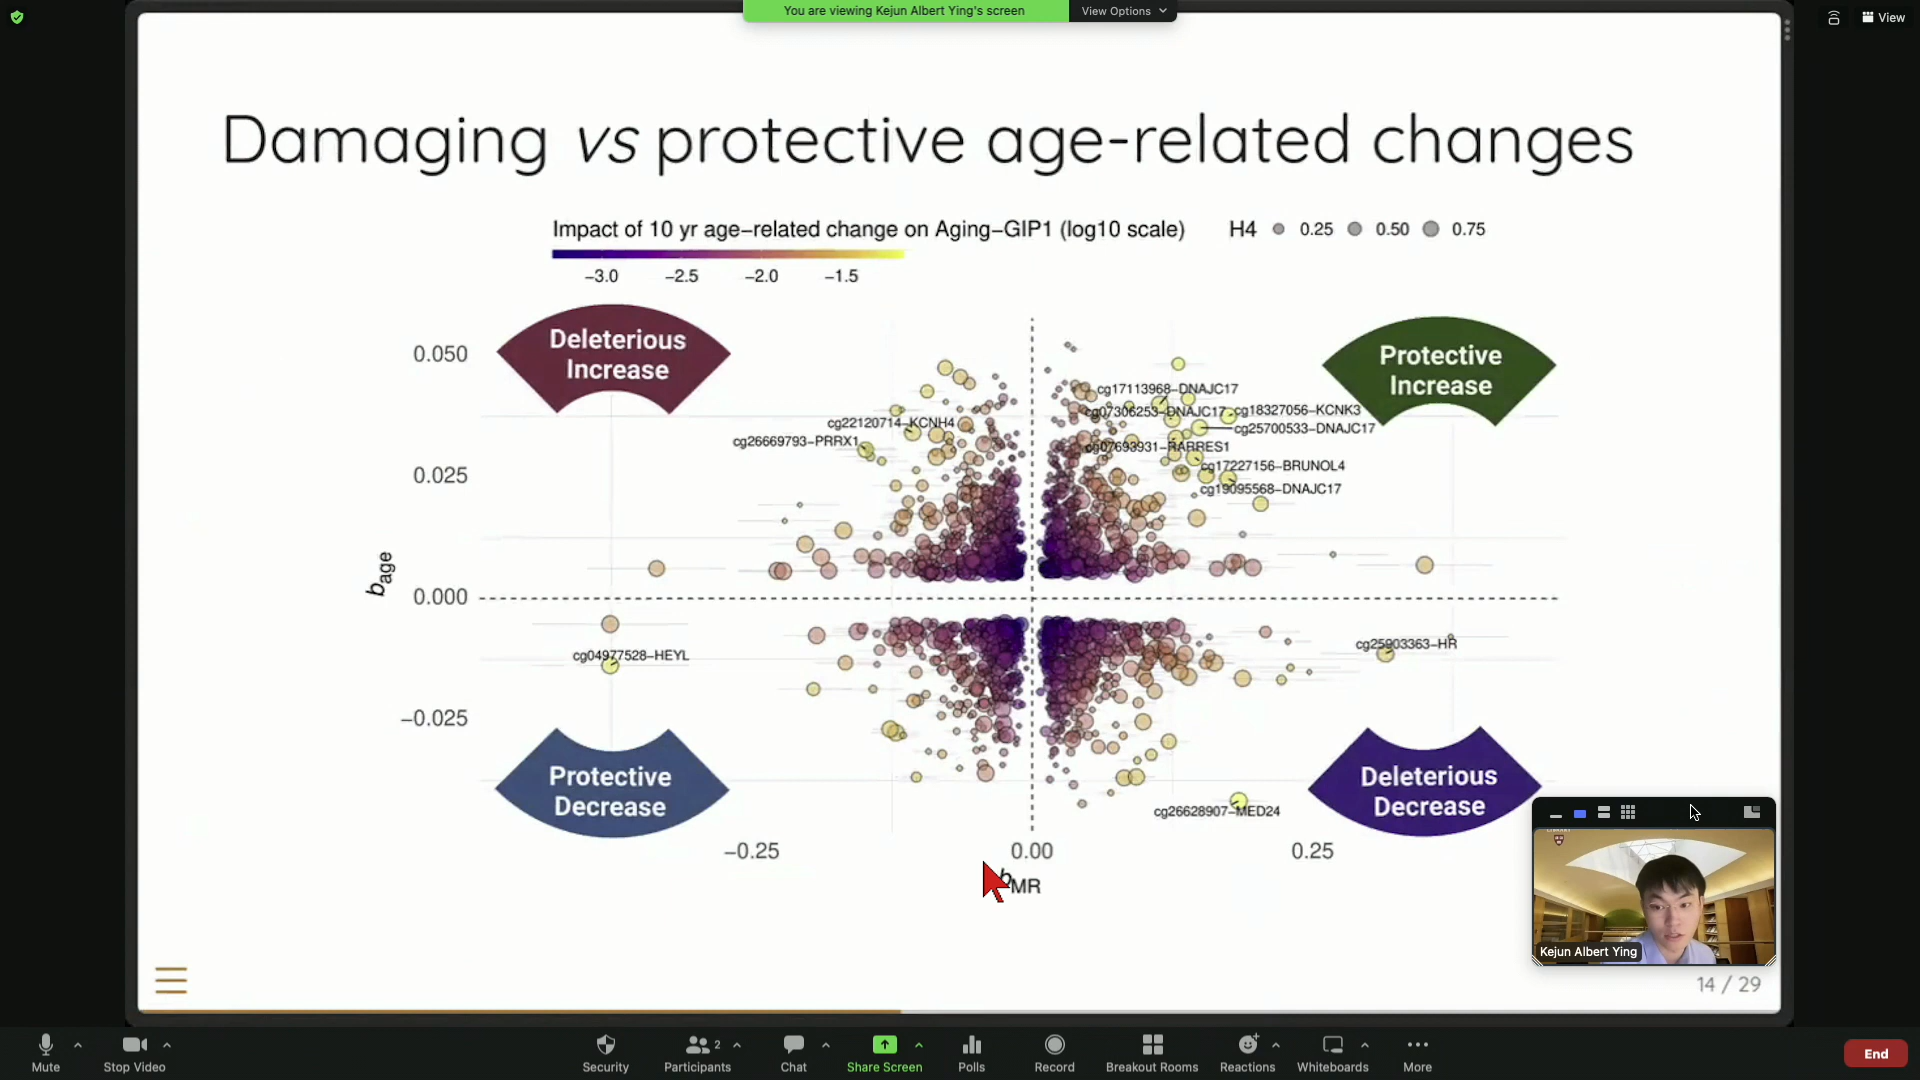 You are viewing Kejun Albert Ying's screen
View Options
View
Damaging vs protective age-related changes
Impact of 10 yr age−related change on Aging−GIP1 (log10 scale)
H4 0.25 0.50 0.75
−3.0 −2.5 −2.0 −1.5
Deleterious
Increase
Protective
Increase
0.050
0.025
0.000
−0.025
b age
cg17113968−DNAJC17
cg07306253−DNAJC17
cg18327056−KCNK3
cg22120714−KCNH4
cg25700533−DNAJC17
cg26669793−PRRX1
cg07693931−RARRES1
cg17227156−BRUNOL4
cg19095568−DNAJC17
cg25903363−HR
cg04977528−HEYL
cg26628907−MED24
Protective
Decrease
Deleterious
Decrease
−0.25 0.00 0.25
b MR
Kejun Albert Ying
14 / 29
Mute
Stop Video
Security
Participants 2
Chat
Share Screen
Polls
Record
Breakout Rooms
Reactions
Whiteboards
More
End